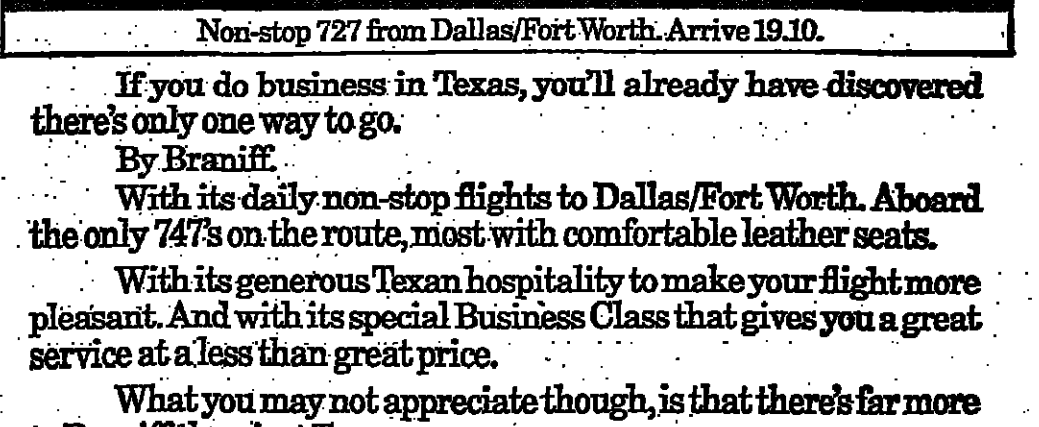 Non-stop 727 from Dallas/Fort Worth. Arrive 19.10.
If you do business in Texas, you'll already have discovered
there's only one way to go.
By Braniff.
With its daily non-stop flights to Dallas/Fort Worth. Aboard
the only 747's on the route, most with comfortable leather seats.
With its generous Texan hospitality to make your flight more
pleasant. And with its special Business Class that gives you a great
service at a less than great price.
What you may not appreciate though, is that there's far more